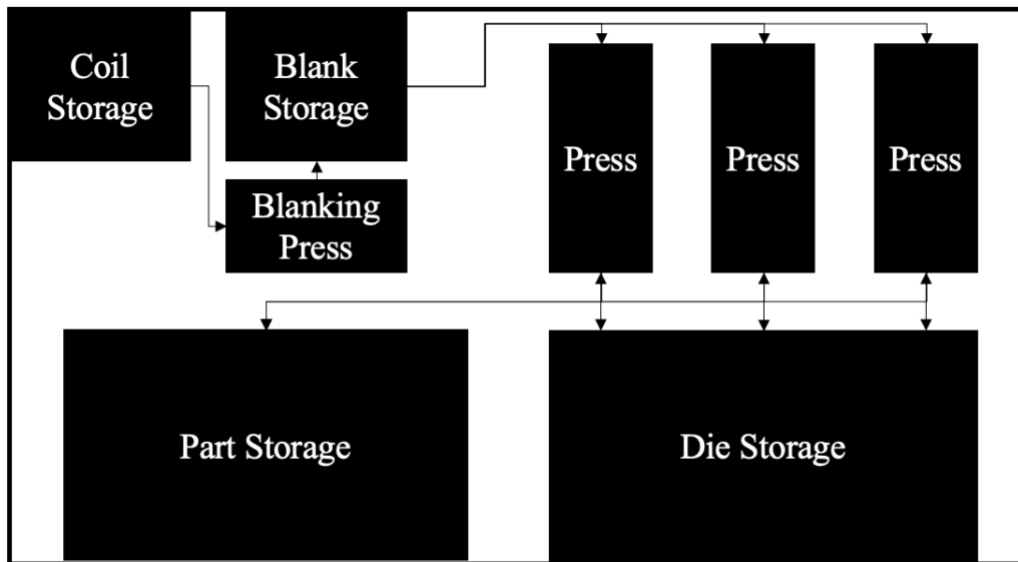 Coil
Storage
Blank
Storage
Blanking
Press
Press
Press
Press
Part Storage
Die Storage